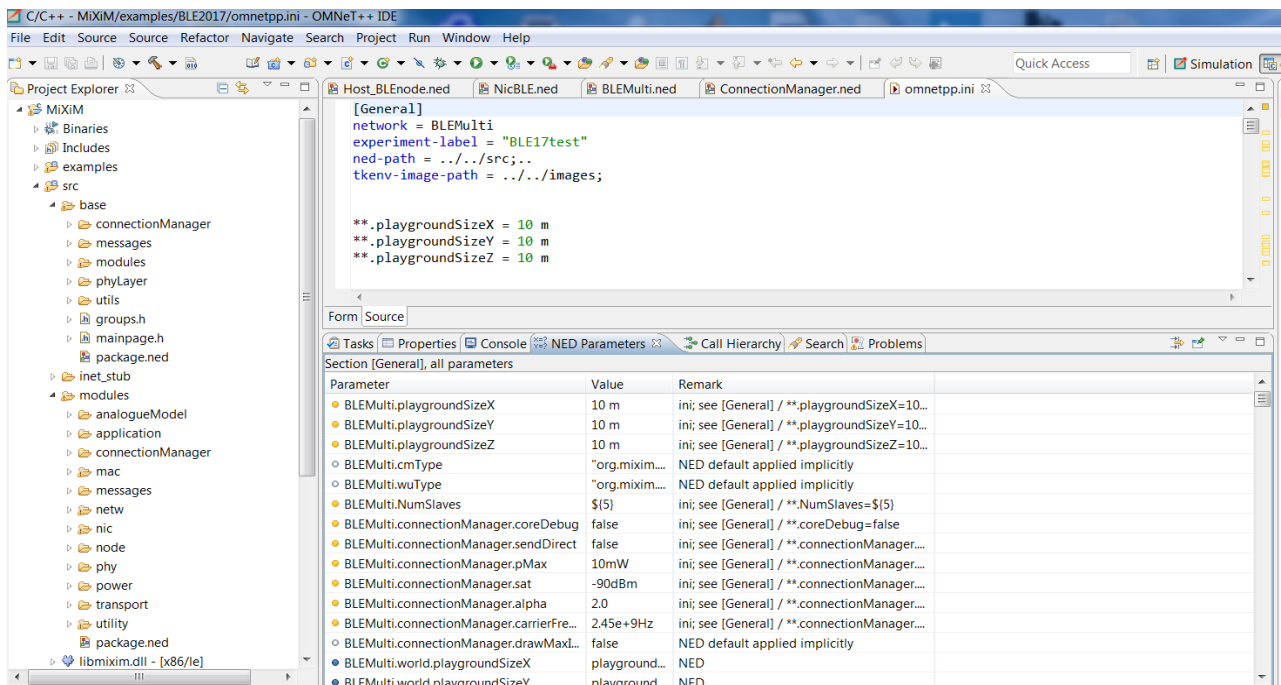 C/C++ - MiXiM/examples/BLE2017/omnetpp.ini - OMNeT++ IDE
File Edit Source Source Refactor Navigate Search Project Run Window Help
Quick Access
Simulation
Project Explorer
MiXiM
Binaries
Includes
examples
src
base
connectionManager
messages
modules
phyLayer
utils
groups.h
mainpage.h
package.ned
inet_stub
modules
analogueModel
application
connectionManager
mac
messages
netw
nic
node
phy
power
transport
utility
package.ned
libmixim.dll - [x86/le]
Host_BLEnode.ned NicBLE.ned BLEMulti.ned ConnectionManager.ned omnetpp.ini
[General]
network = BLEMulti
experiment-label = "BLE17test"
ned-path = ../../src;..
tkenv-image-path = ../../images;
**.playgroundSizeX = 10 m
**.playgroundSizeY = 10 m
**.playgroundSizeZ = 10 m
Form Source
Tasks Properties Console NED Parameters Call Hierarchy Search Problems
Section [General], all parameters
Parameter Value Remark
BLEMulti.playgroundSizeX 10 m ini; see [General] / **.playgroundSizeX=10...
BLEMulti.playgroundSizeY 10 m ini; see [General] / **.playgroundSizeY=10...
BLEMulti.playgroundSizeZ 10 m ini; see [General] / **.playgroundSizeZ=10...
BLEMulti.cmType "org.mixim.... NED default applied implicitly
BLEMulti.wuType "org.mixim.... NED default applied implicitly
BLEMulti.NumSlaves ${5} ini; see [General] / **.NumSlaves=${5}
BLEMulti.connectionManager.coreDebug false ini; see [General] / **.coreDebug=false
BLEMulti.connectionManager.sendDirect false ini; see [General] / **.connectionManager....
BLEMulti.connectionManager.pMax 10mW ini; see [General] / **.connectionManager....
BLEMulti.connectionManager.sat -90dBm ini; see [General] / **.connectionManager....
BLEMulti.connectionManager.alpha 2.0 ini; see [General] / **.connectionManager....
BLEMulti.connectionManager.carrierFre... 2.45e+9Hz ini; see [General] / **.connectionManager....
BLEMulti.connectionManager.drawMaxI... false NED default applied implicitly
BLEMulti.world.playgroundSizeX playground... NED
BLEMulti.world.playgroundSizeY playground... NED